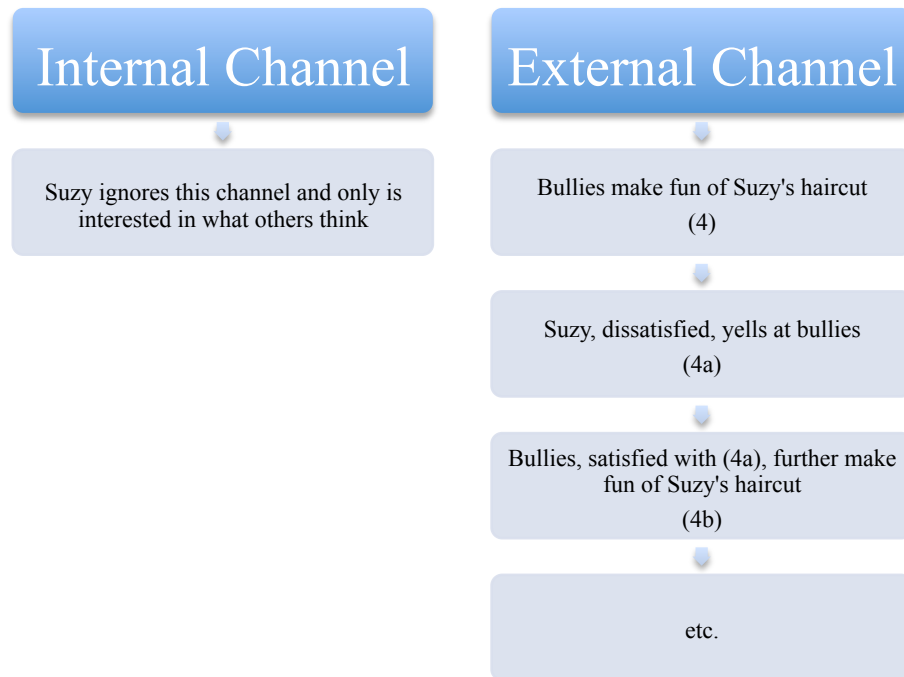 Internal Channel
Suzy ignores this channel and only is
interested in what others think
External Channel
Bullies make fun of Suzy's haircut
(4)
Suzy, dissatisfied, yells at bullies
(4a)
Bullies, satisfied with (4a), further make
fun of Suzy's haircut
(4b)
etc.